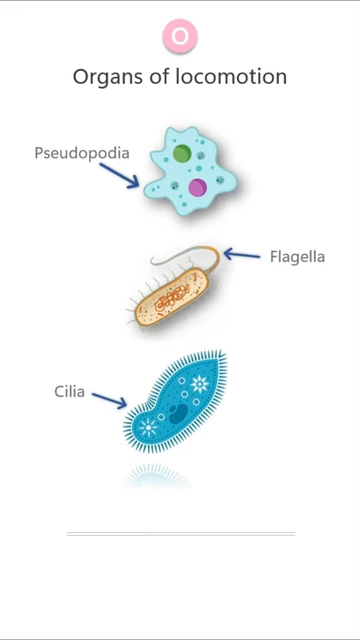 O
Organs of locomotion
Pseudopodia
Flagella
Cilia